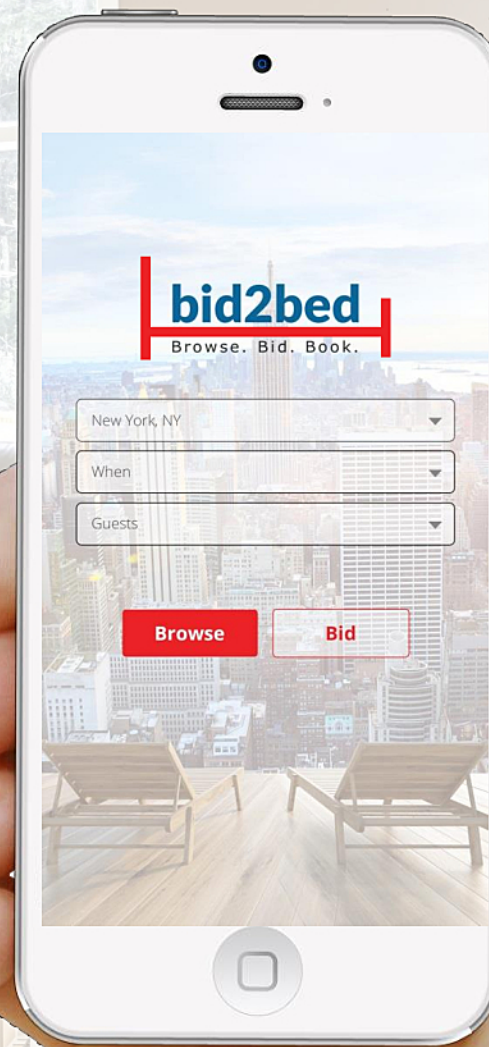 bid2bed
Browse. Bid. Book.
New York, NY
When
Guests
Browse
Bid